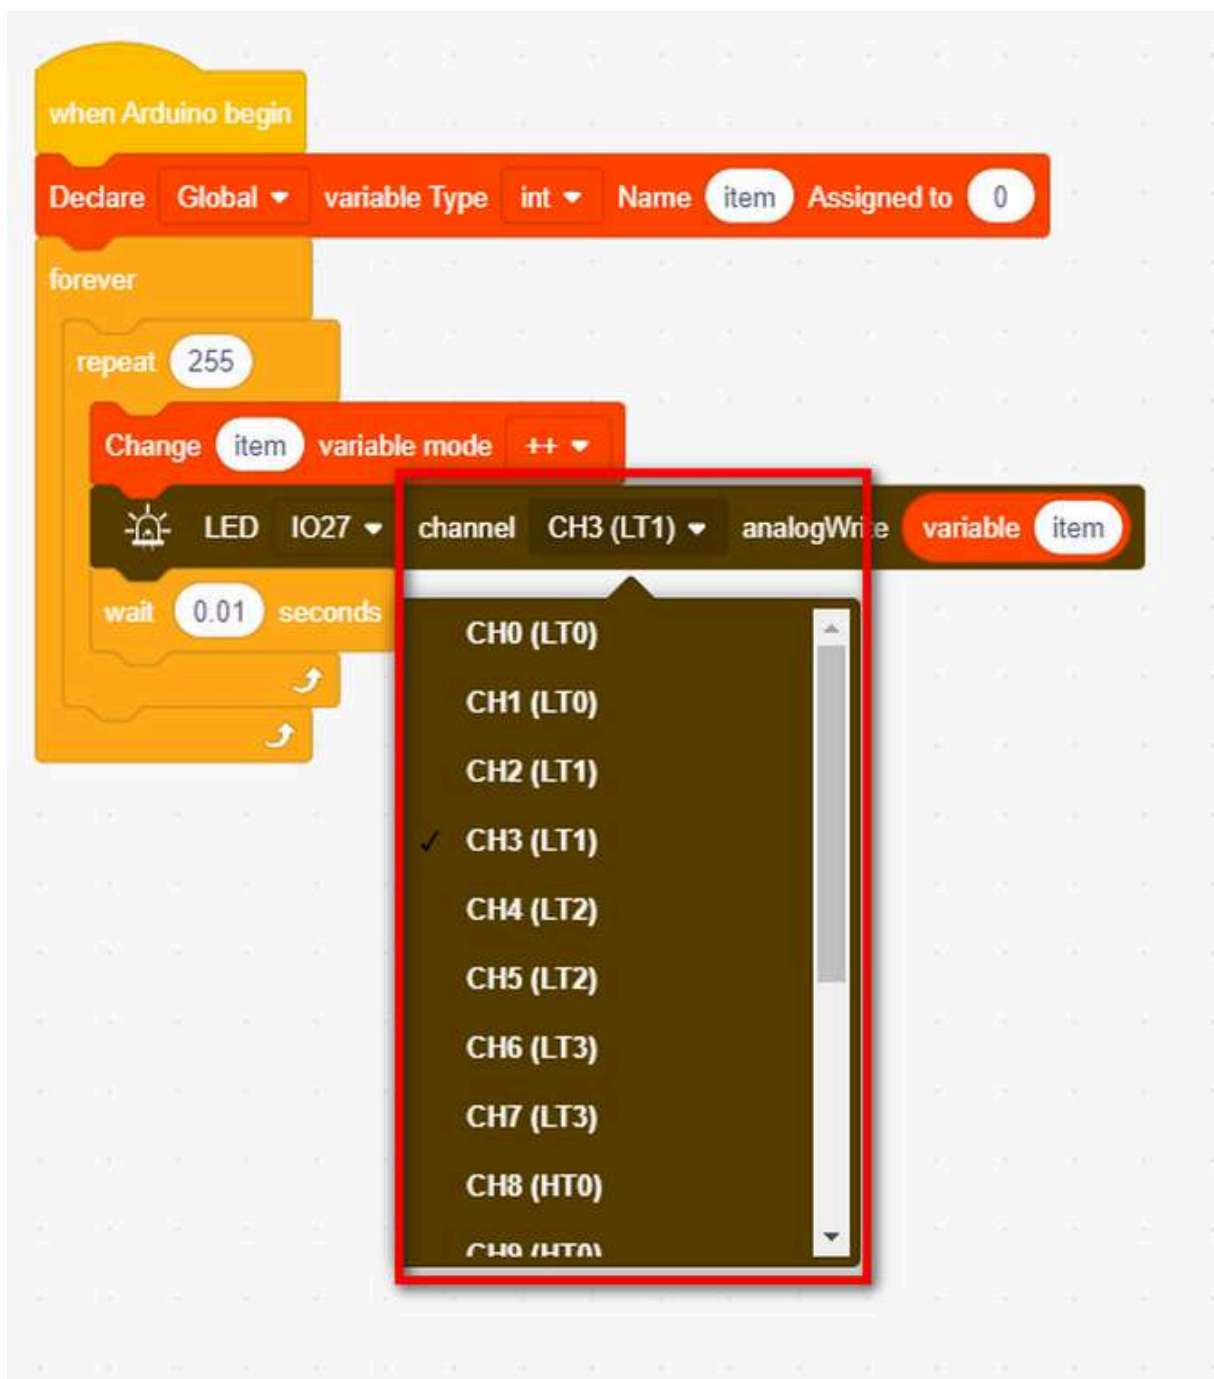 when Arduino begin
Declare Global variable Type int Name item Assigned to 0
forever
repeat 255
Change item variable mode ++
LED IO27 channel CH3 (LT1) analogWrite variable item
wait 0.01 seconds
CH0 (LT0)
CH1 (LT0)
CH2 (LT1)
✓ CH3 (LT1)
CH4 (LT2)
CH5 (LT2)
CH6 (LT3)
CH7 (LT3)
CH8 (HT0)
CH9 (HT0)